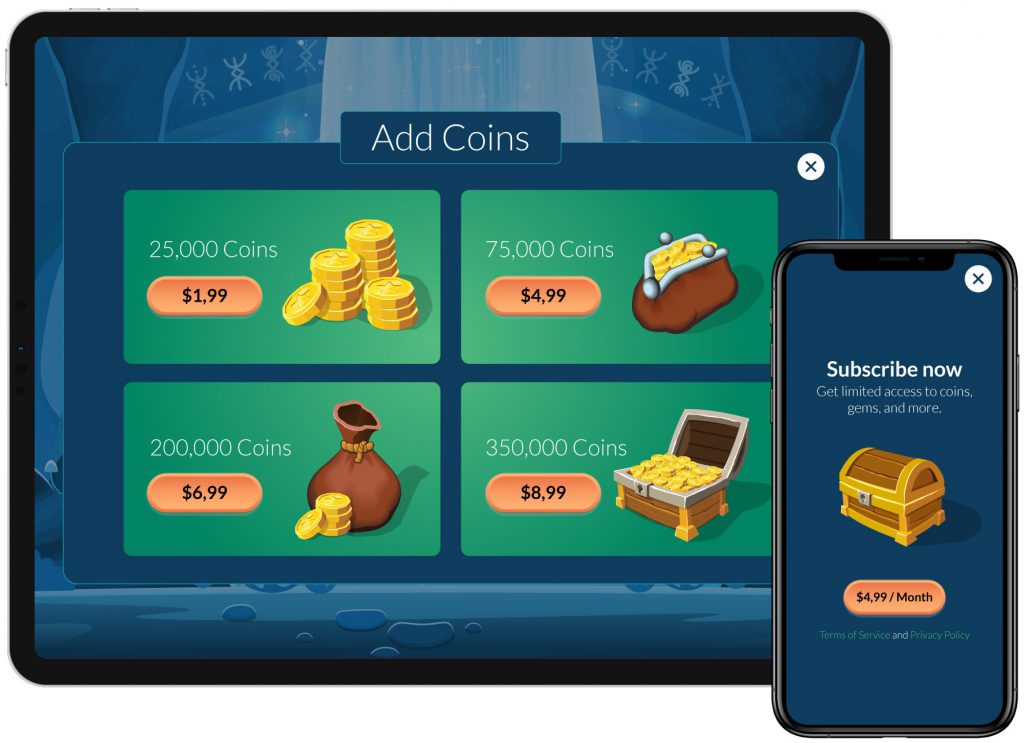 Add Coins
25,000 Coins
$1,99
75,000 Coins
$4,99
200,000 Coins
$6,99
350,000 Coins
$8,99
Subscribe now
Get limited access to coins,
gems, and more.
$4,99 / Month
Terms of Service and Privacy Policy